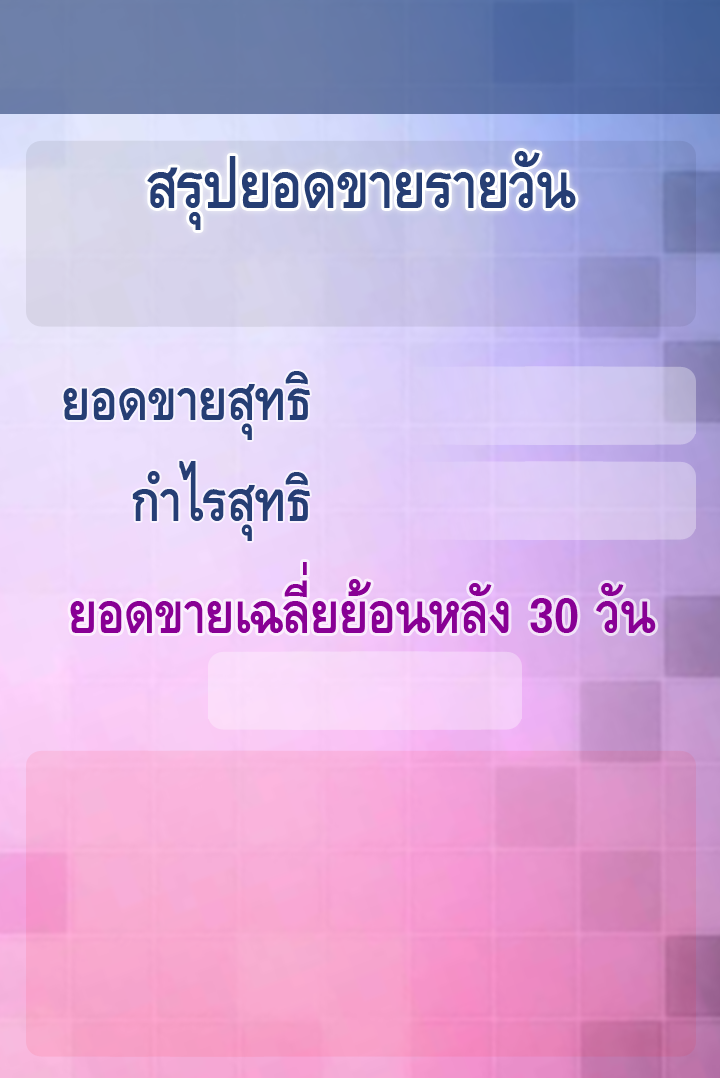 สรุปยอดขายรายวัน
ยอดขายสุทธิ
กำไรสุทธิ
ยอดขายเฉลี่ยย้อนหลัง 30 วัน